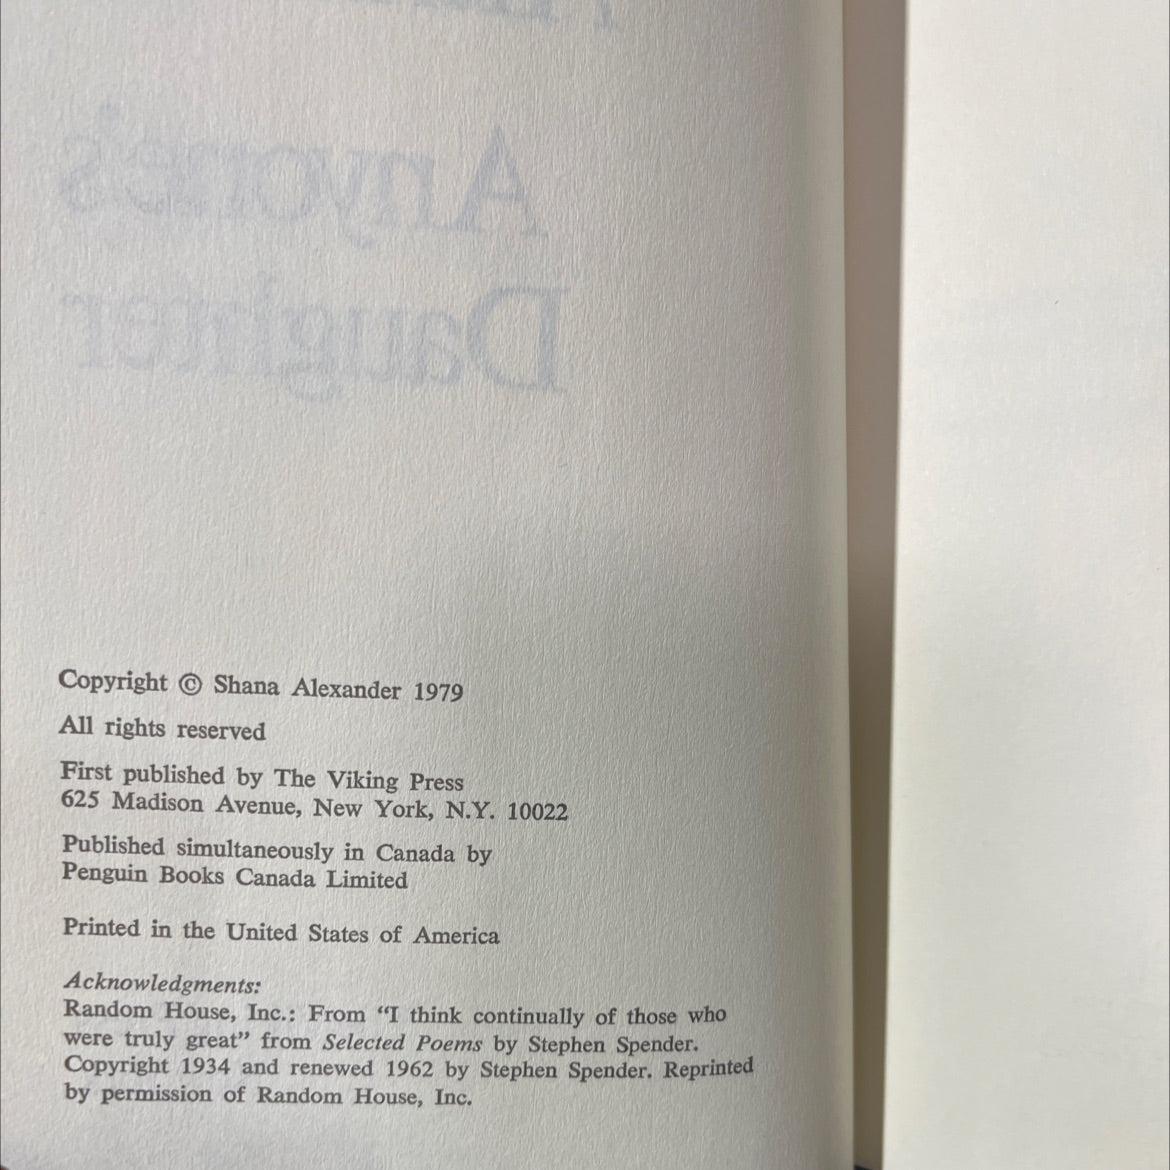 Anyone's
Daughter
Copyright © Shana Alexander 1979
All rights reserved
First published by The Viking Press
625 Madison Avenue, New York, N.Y. 10022
Published simultaneously in Canada by
Penguin Books Canada Limited
Printed in the United States of America
Acknowledgments:
Random House, Inc.: From “I think continually of those who
were truly great” from Selected Poems by Stephen Spender.
Copyright 1934 and renewed 1962 by Stephen Spender. Reprinted
by permission of Random House, Inc.